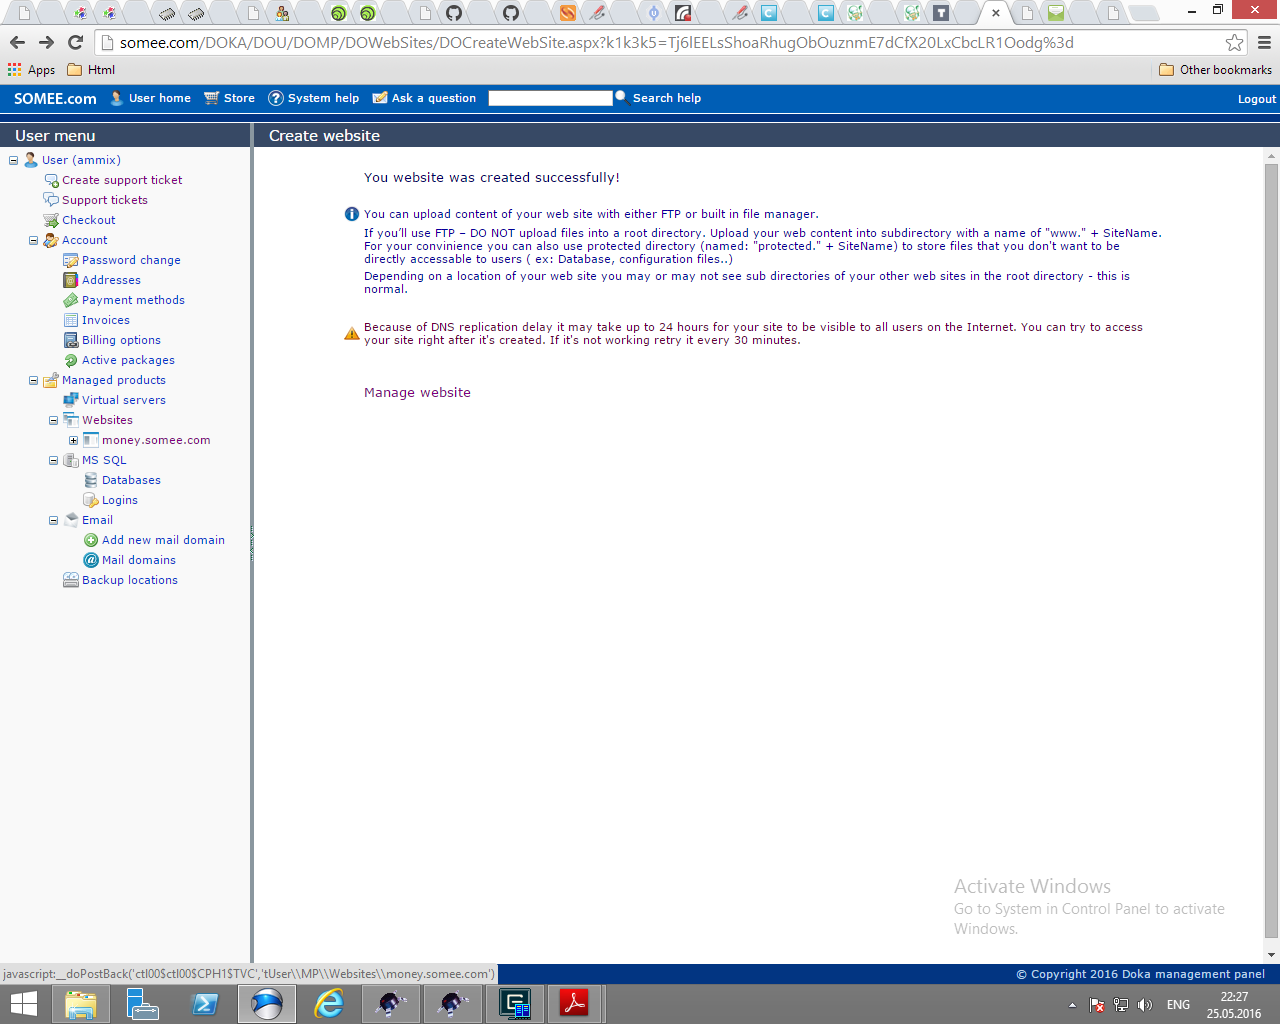 somee.com/DOKA/DOU/DOMP/DOWebSites/DOCreateWebSite.aspx?k1k3k5=Tj6lEELsShoaRhugObOuznmE7dCfX20LxCbcLR1Oodg%3d
Apps Html Other bookmarks
SOMEE.com User home Store System help Ask a question Search help Logout
User menu
Create website
User (ammix)
Create support ticket
Support tickets
Checkout
Account
Password change
Addresses
Payment methods
Invoices
Billing options
Active packages
Managed products
Virtual servers
Websites
money.somee.com
MS SQL
Databases
Logins
Email
Add new mail domain
Mail domains
Backup locations
You website was created successfully!
You can upload content of your web site with either FTP or built in file manager.
If you'll use FTP – DO NOT upload files into a root directory. Upload your web content into subdirectory with a name of "www." + SiteName.
For your convinience you can also use protected directory (named: "protected." + SiteName) to store files that you don't want to be
directly accessable to users ( ex: Database, configuration files..)
Depending on a location of your web site you may or may not see sub directories of your other web sites in the root directory - this is
normal.
Because of DNS replication delay it may take up to 24 hours for your site to be visible to all users on the Internet. You can try to access
your site right after it's created. If it's not working retry it every 30 minutes.
Manage website
Activate Windows
Go to System in Control Panel to activate
Windows.
javascript:__doPostBack('ctl00$ctl00$CPH1$TVC','tUser\\MP\\Websites\\money.somee.com')
© Copyright 2016 Doka management panel
ENG
22:27
25.05.2016